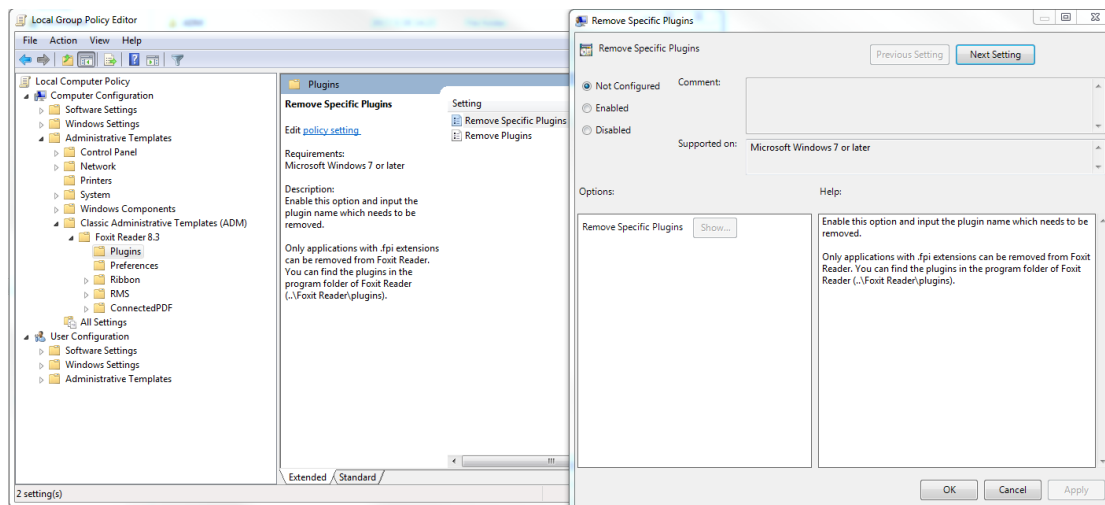 Local Group Policy Editor
File Action View Help
Local Computer Policy
Computer Configuration
Software Settings
Windows Settings
Administrative Templates
Control Panel
Network
Printers
System
Windows Components
Classic Administrative Templates (ADM)
Foxit Reader 8.3
Plugins
Preferences
Ribbon
RMS
ConnectedPDF
All Settings
User Configuration
Software Settings
Windows Settings
Administrative Templates
Plugins
Remove Specific Plugins
Edit policy setting
Requirements:
Microsoft Windows 7 or later
Description:
Enable this option and input the
plugin name which needs to be
removed.
Only applications with .fpi extensions
can be removed from Foxit Reader.
You can find the plugins in the
program folder of Foxit Reader
(..\Foxit Reader\plugins).
Setting
Remove Specific Plugins
Remove Plugins
Extended Standard
2 setting(s)
Remove Specific Plugins
Remove Specific Plugins
Previous Setting Next Setting
Not Configured
Enabled
Disabled
Comment:
Supported on:
Microsoft Windows 7 or later
Options:
Help:
Remove Specific Plugins Show...
Enable this option and input the plugin name which needs to be
removed.
Only applications with .fpi extensions can be removed from Foxit
Reader. You can find the plugins in the program folder of Foxit
Reader (..\Foxit Reader\plugins).
OK Cancel Apply